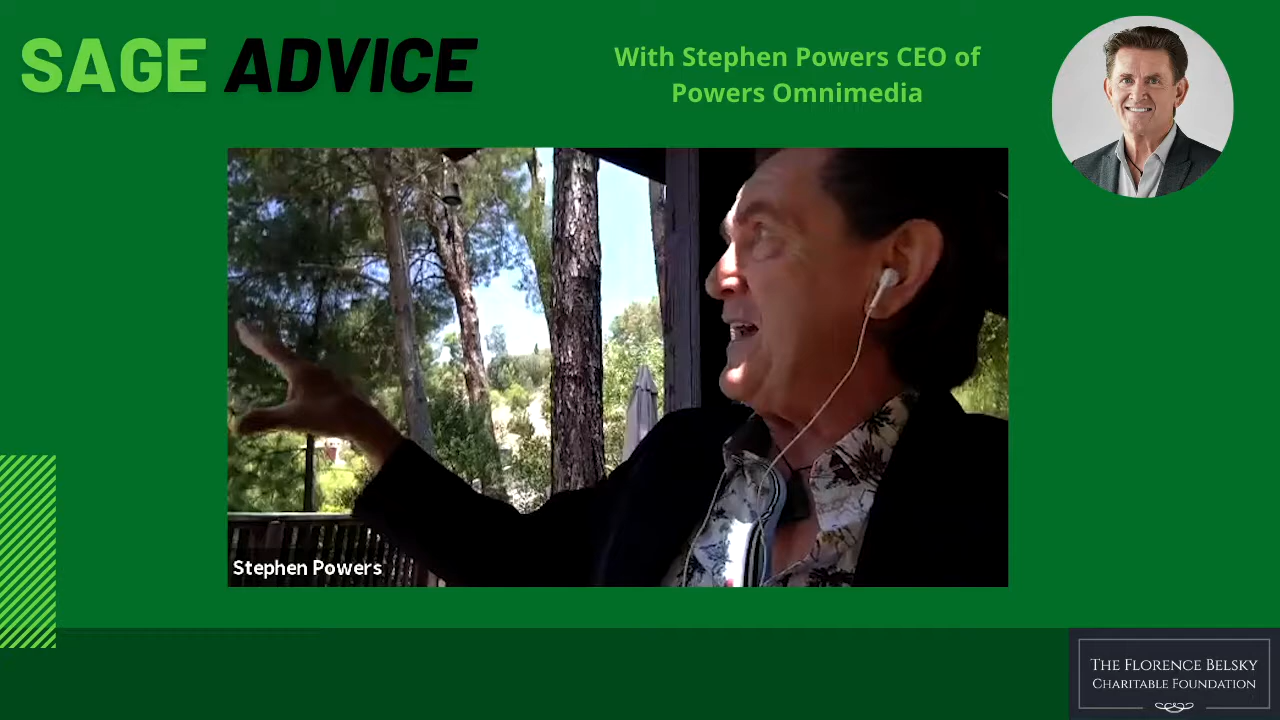 SAGE ADVICE
With Stephen Powers CEO of
Powers Omnimedia
Stephen Powers
THE FLORENCE BELSKY
CHARITABLE FOUNDATION